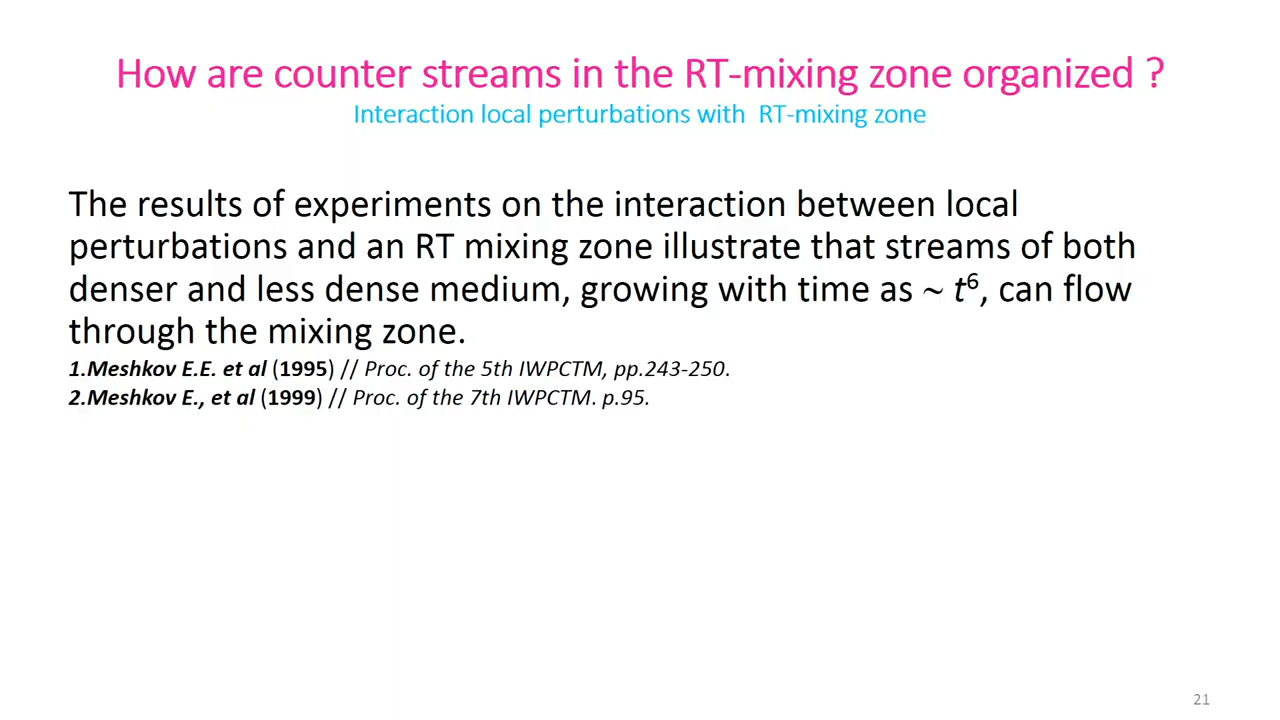 How are counter streams in the RT-mixing zone organized ?
Interaction local perturbations with RT-mixing zone
The results of experiments on the interaction between local
perturbations and an RT mixing zone illustrate that streams of both
denser and less dense medium, growing with time as ~ t⁶, can flow
through the mixing zone.
1.Meshkov E.E. et al (1995) // Proc. of the 5th IWPCTM, pp.243-250.
2.Meshkov E., et al (1999) // Proc. of the 7th IWPCTM. p.95.
21